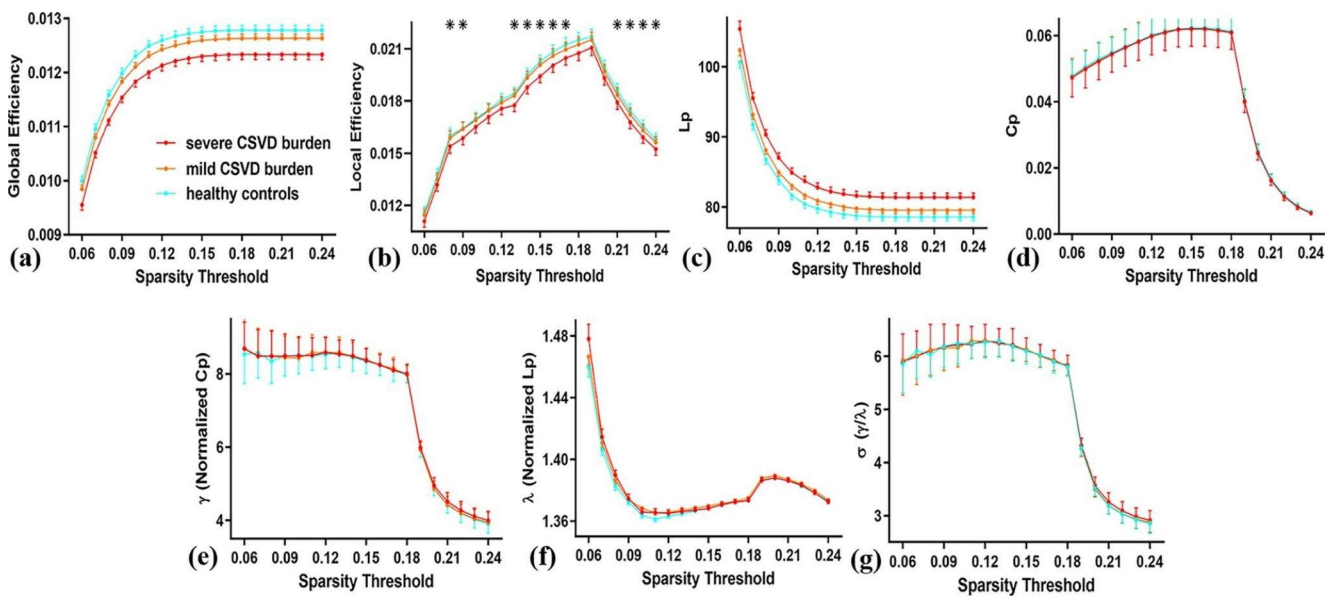 Global Efficiency
0.013
0.012
0.011
0.010
0.009
severe CSVD burden
mild CSVD burden
healthy controls
0.06 0.09 0.12 0.15 0.18 0.21 0.24
Sparsity Threshold
(a)
Local Efficiency
** ***** ****
0.021
0.018
0.015
0.012
0.06 0.09 0.12 0.15 0.18 0.21 0.24
Sparsity Threshold
(b)
Lp
100
90
80
0.06 0.09 0.12 0.15 0.18 0.21 0.24
Sparsity Threshold
(c)
Cp
0.06
0.04
0.02
0.00
0.06 0.09 0.12 0.15 0.18 0.21 0.24
Sparsity Threshold
(d)
γ (Normalized Cp)
8
6
4
0.06 0.09 0.12 0.15 0.18 0.21 0.24
Sparsity Threshold
(e)
λ (Normalized Lp)
1.48
1.44
1.40
1.36
0.06 0.09 0.12 0.15 0.18 0.21 0.24
Sparsity Threshold
(f)
σ (γ/λ)
7
6
5
4
3
0.06 0.09 0.12 0.15 0.18 0.21 0.24
Sparsity Threshold
(g)